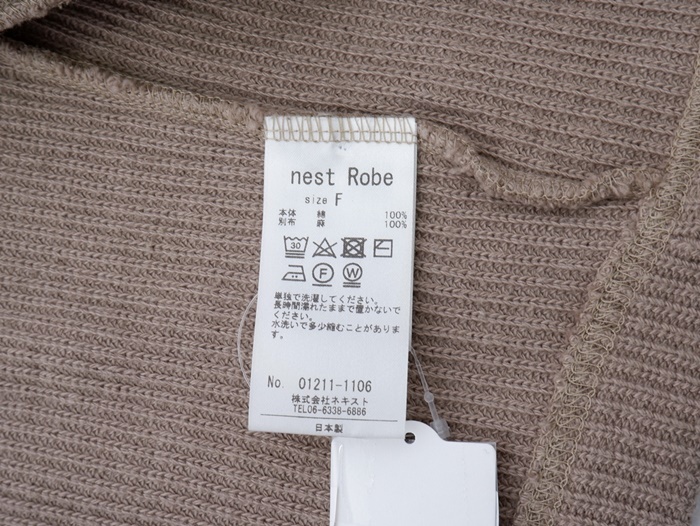 nest Robe
size F
本体 綿 100%
別布 麻 100%
30
F W
単独で洗濯してください。
長時間濡れたままで置かないで
ください。
水洗いで多少縮むことがありま
す。
No. 01211-1106
株式会社ネキスト
TEL06-6338-6886
日本製